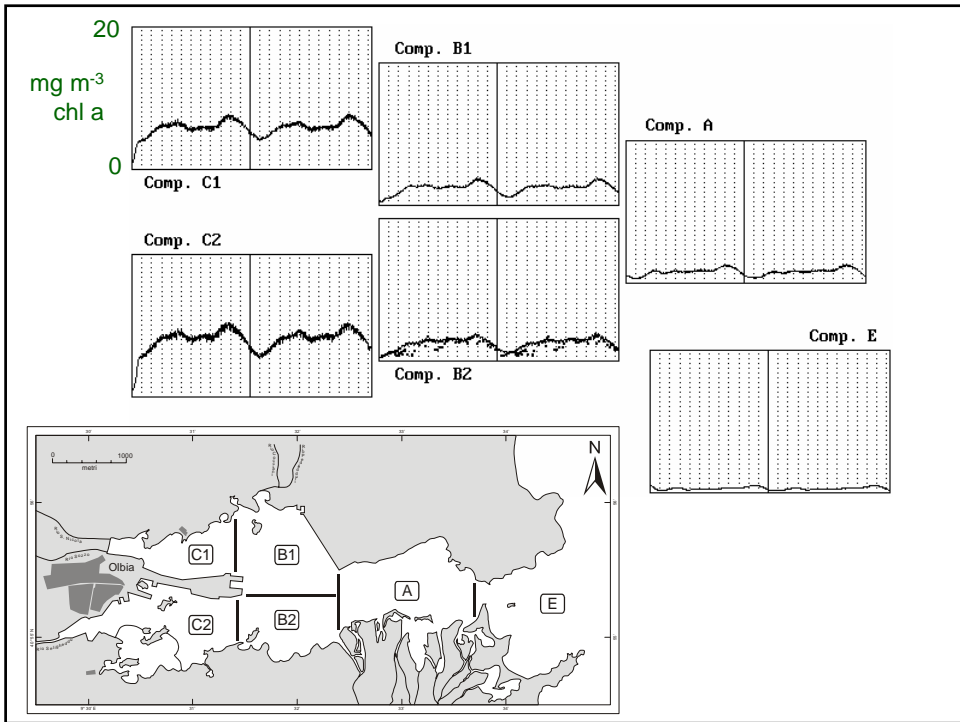 20
mg m-3
chl a
0
Comp. C1
Comp. B1
Comp. A
Comp. C2
Comp. B2
Comp. E
0 1000
metri
N
Olbia
C1
B1
C2
B2
A
E